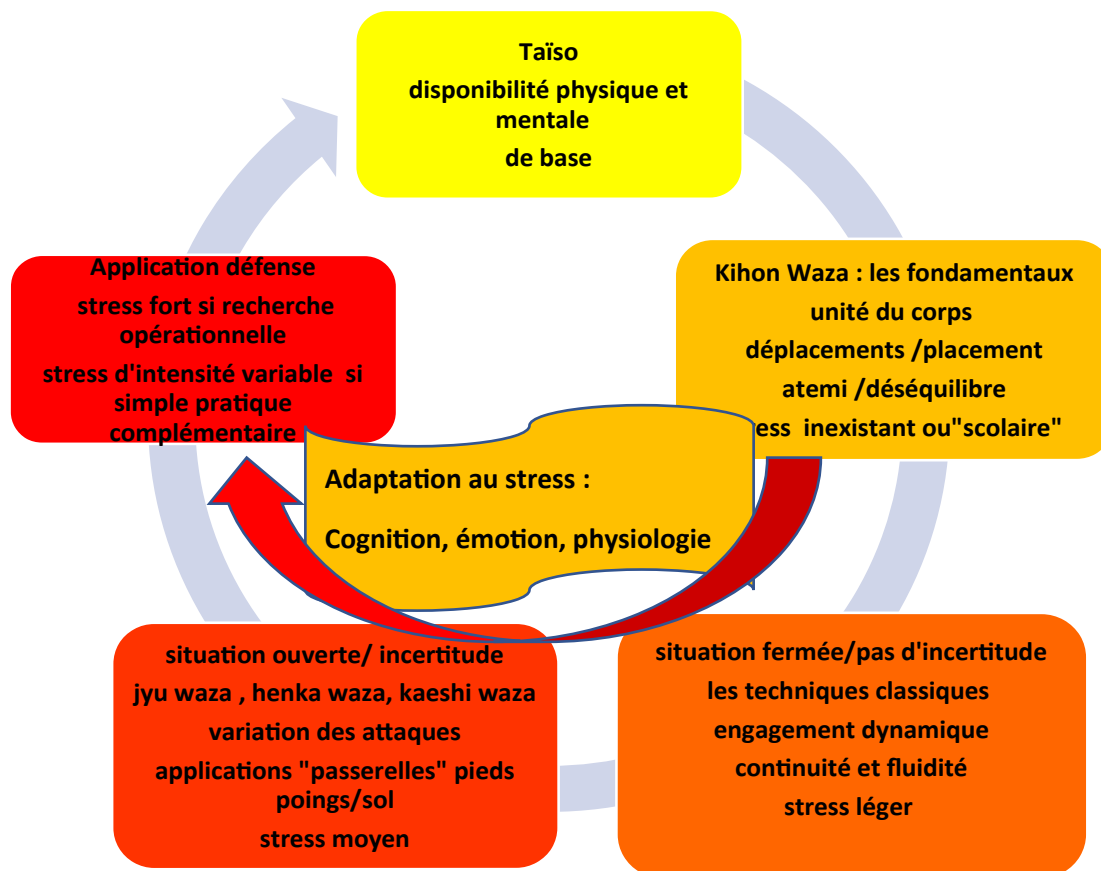 Taïso
disponibilité physique et
mentale
de base
Kihon Waza : les fondamentaux
unité du corps
déplacements /placement
atemi /déséquilibre
ess inexistant ou"scolaire"
situation fermée/pas d'incertitude
les techniques classiques
engagement dynamique
continuité et fluidité
stress léger
situation ouverte/ incertitude
jyu waza , henka waza, kaeshi waza
variation des attaques
applications "passerelles" pieds
poings/sol
stress moyen
Application défense
stress fort si recherche
opérationnelle
stress d'intensité variable si
simple pratique
complémentaire
Adaptation au stress :
Cognition, émotion, physiologie